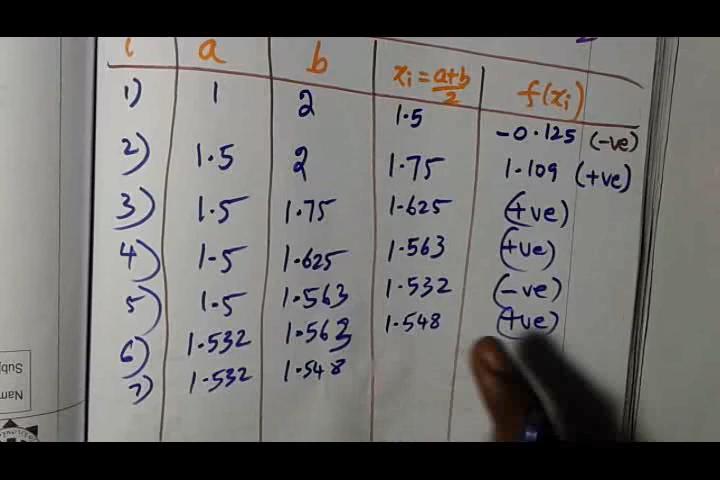 i a b xi = a+b/2 f(xi)
1) 1 2 1.5 -0.125 (-ve)
2) 1.5 2 1.75 1.109 (+ve)
3) 1.5 1.75 1.625 (+ve)
4) 1.5 1.625 1.563 (+ve)
5) 1.5 1.563 1.532 (-ve)
6) 1.532 1.563 1.548 (+ve)
7) 1.532 1.548
Nam
Subj